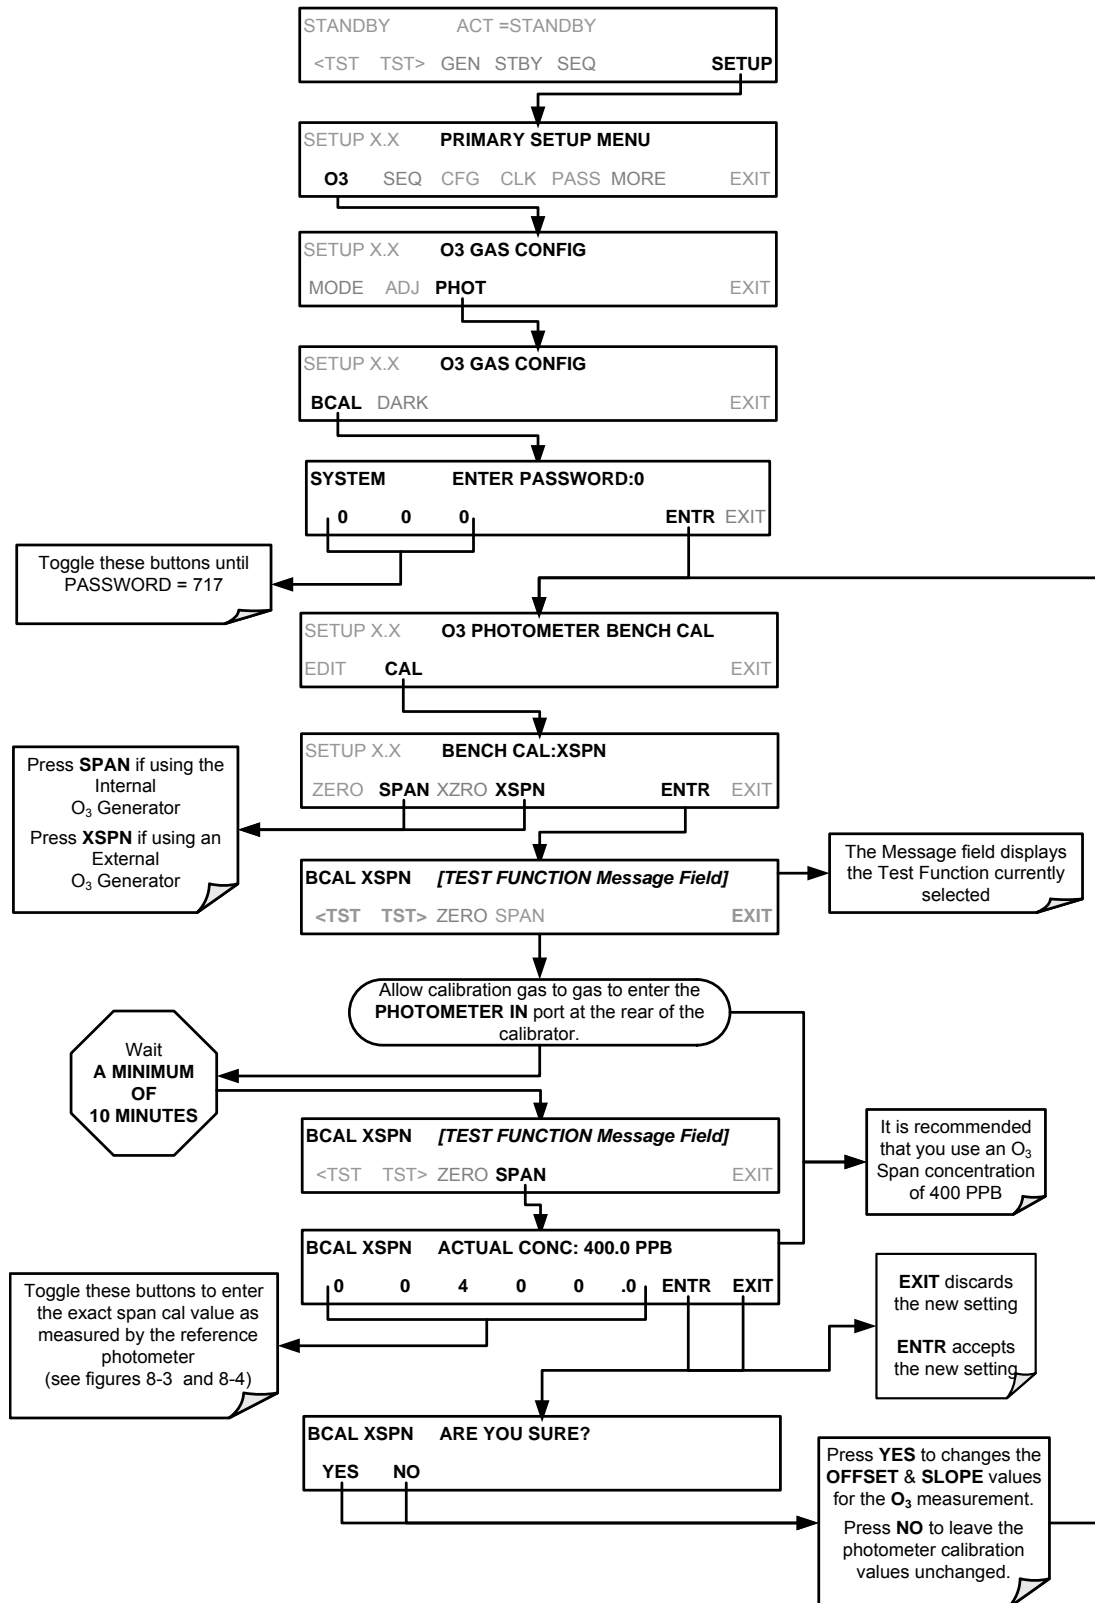 STANDBY ACT =STANDBY
<TST TST> GEN STBY SEQ SETUP
SETUP X.X PRIMARY SETUP MENU
O3 SEQ CFG CLK PASS MORE EXIT
SETUP X.X O3 GAS CONFIG
MODE ADJ PHOT EXIT
SETUP X.X O3 GAS CONFIG
BCAL DARK EXIT
SYSTEM ENTER PASSWORD:0
0 0 0 ENTR EXIT
Toggle these buttons until
PASSWORD = 717
SETUP X.X O3 PHOTOMETER BENCH CAL
EDIT CAL EXIT
SETUP X.X BENCH CAL:XSPN
ZERO SPAN XZRO XSPN ENTR EXIT
Press SPAN if using the
Internal
O3 Generator
Press XSPN if using an
External
O3 Generator
BCAL XSPN [TEST FUNCTION Message Field]
<TST TST> ZERO SPAN EXIT
The Message field displays
the Test Function currently
selected
Allow calibration gas to gas to enter the
PHOTOMETER IN port at the rear of the
calibrator.
Wait
A MINIMUM
OF
10 MINUTES
BCAL XSPN [TEST FUNCTION Message Field]
<TST TST> ZERO SPAN EXIT
It is recommended
that you use an O3
Span concentration
of 400 PPB
BCAL XSPN ACTUAL CONC: 400.0 PPB
0 0 4 0 0 .0 ENTR EXIT
Toggle these buttons to enter
the exact span cal value as
measured by the reference
photometer
(see figures 8-3 and 8-4)
EXIT discards
the new setting
ENTR accepts
the new setting
BCAL XSPN ARE YOU SURE?
YES NO
Press YES to changes the
OFFSET & SLOPE values
for the O3 measurement.
Press NO to leave the
photometer calibration
values unchanged.